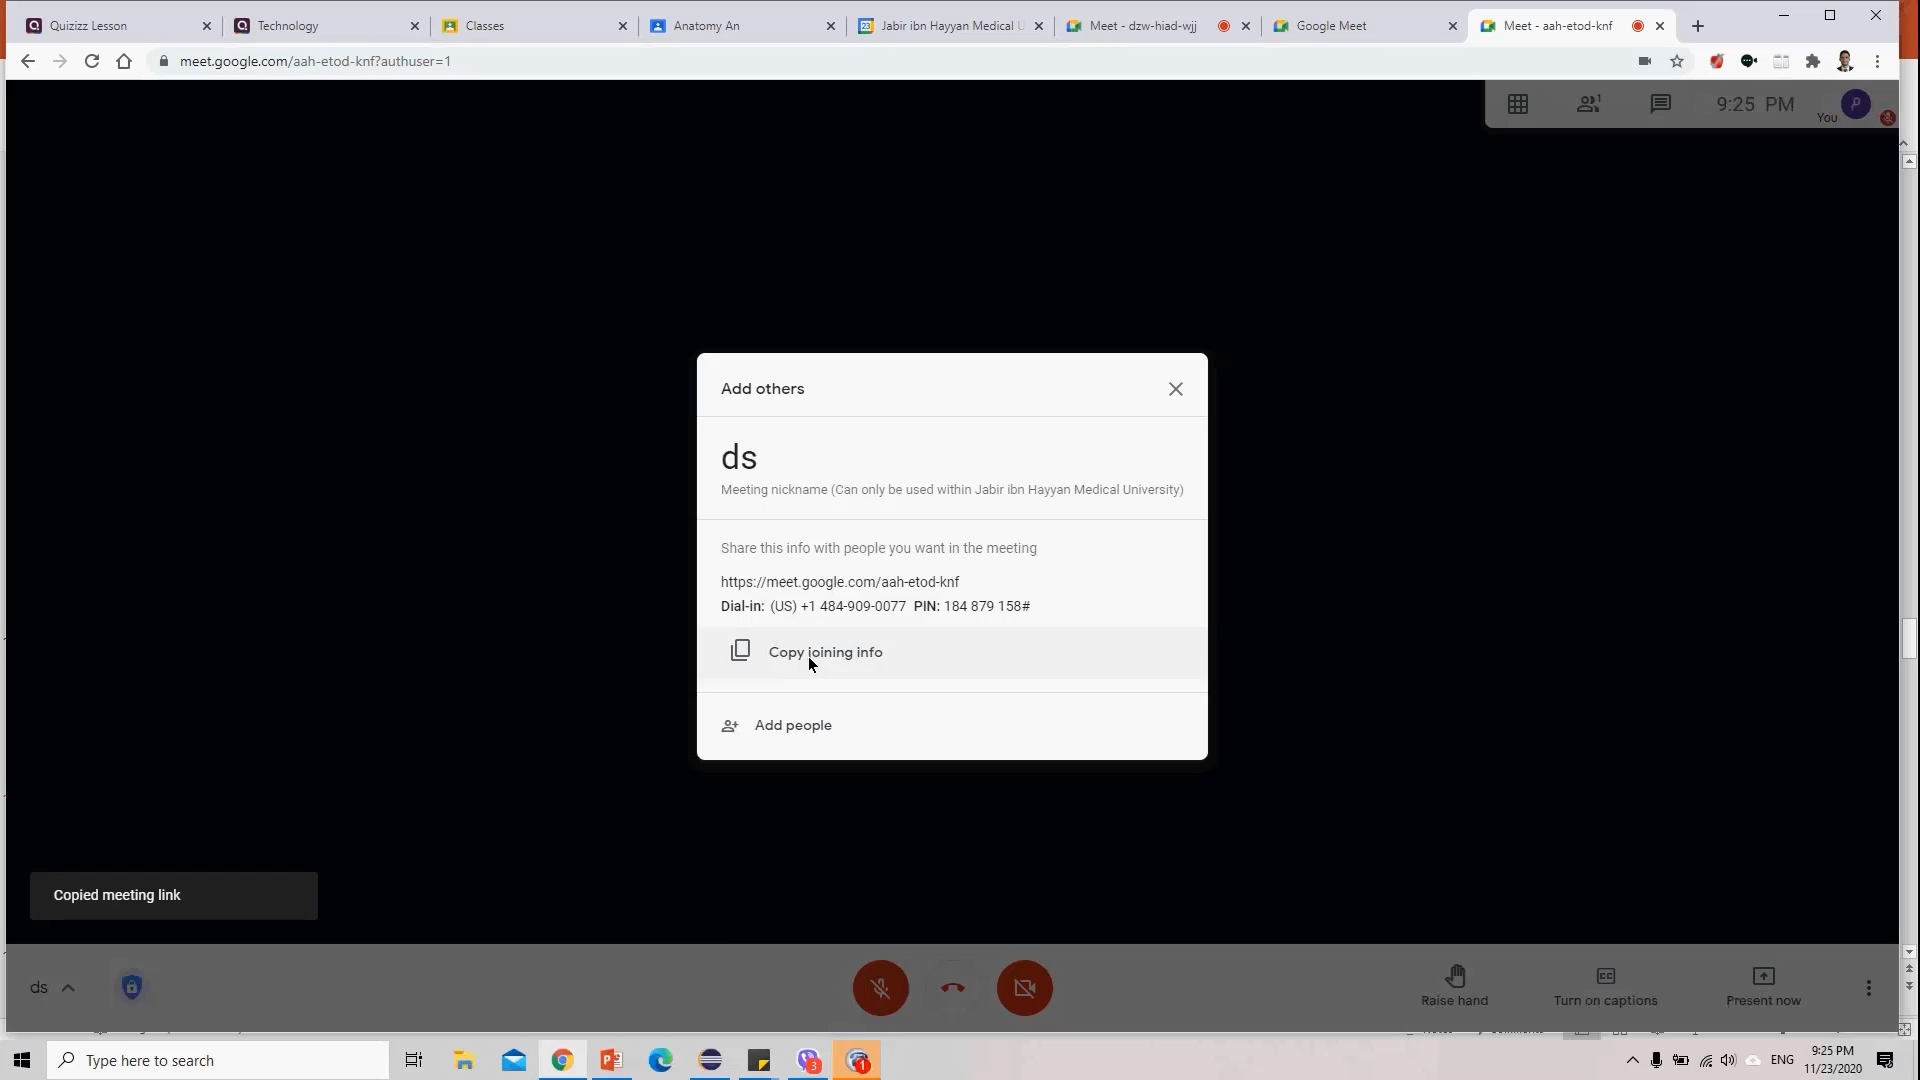 Quizizz Lesson
Technology
Classes
Anatomy An
Jabir ibn Hayyan Medical U
Meet - dzw-hiad-wjj
Google Meet
Meet - aah-etod-knf
meet.google.com/aah-etod-knf?authuser=1
1
9:25 PM
You
P
Add others
ds
Meeting nickname (Can only be used within Jabir ibn Hayyan Medical University)
Share this info with people you want in the meeting
https://meet.google.com/aah-etod-knf
Dial-in: (US) +1 484-909-0077 PIN: 184 879 158#
Copy joining info
Add people
Copied meeting link
ds
Raise hand
Turn on captions
Present now
Type here to search
3
1
ENG
9:25 PM
11/23/2020